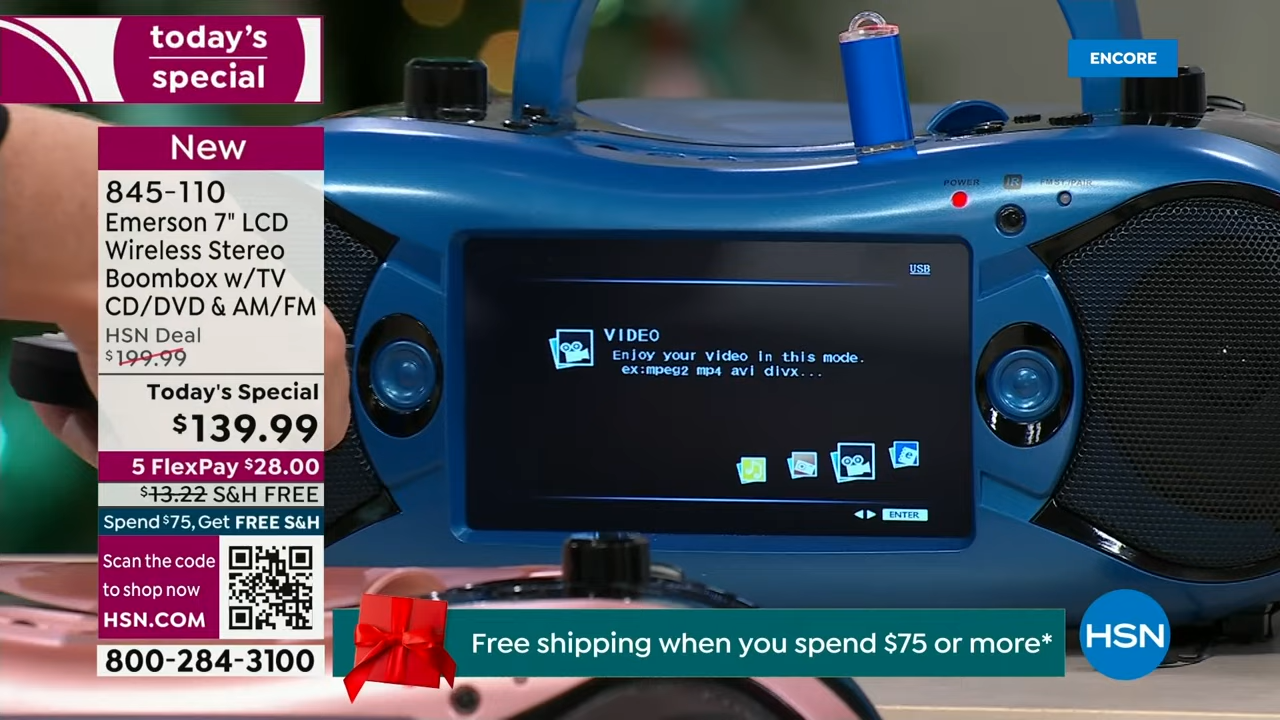 today's
special
ENCORE
New
845-110
Emerson 7" LCD
Wireless Stereo
Boombox w/TV
CD/DVD & AM/FM
HSN Deal
$199.99
Today's Special
$139.99
5 FlexPay $28.00
$13.22 S&H FREE
Spend $75, Get FREE S&H
Scan the code
to shop now
HSN.COM
800-284-3100
POWER
IR
FAST/PAIR
USB
VIDEO
Enjoy your video in this mode.
ex:mpeg2 mp4 avi divx...
ENTER
Free shipping when you spend $75 or more*
HSN